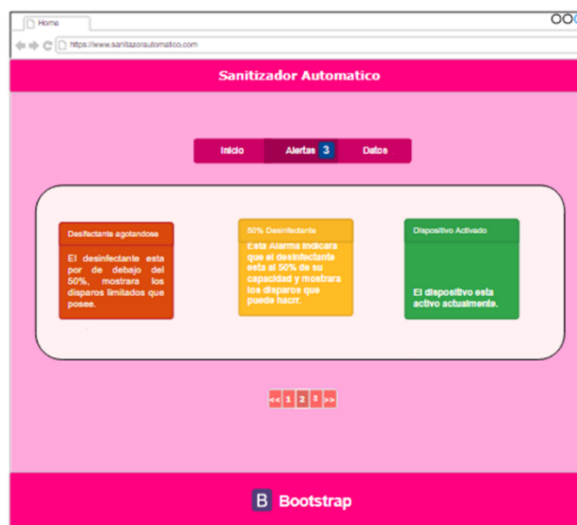 Home
https://www.sanitazorautomatico.com
Sanitizador Automatico
Inicio
Alertas 3
Datos
Desifectante agotandose
El desinfectante esta
por de debajo del
50%, mostrara los
disparos limitados que
posee.
50% Desinfectante
Esta Alarma indicara
que el desinfectante
esta al 50% de su
capacidad y mostrara
los disparos que
puede hacrr.
Dispositivo Activado
El dispositivo esta
activo actualmente.
<< 1 2 3 >>
B Bootstrap